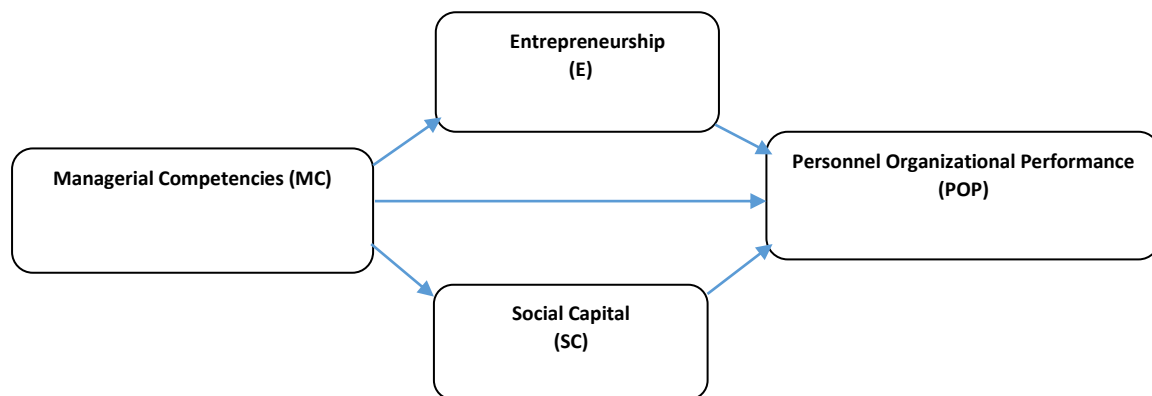 Entrepreneurship
(E)
Managerial Competencies (MC)
Personnel Organizational Performance
(POP)
Social Capital
(SC)